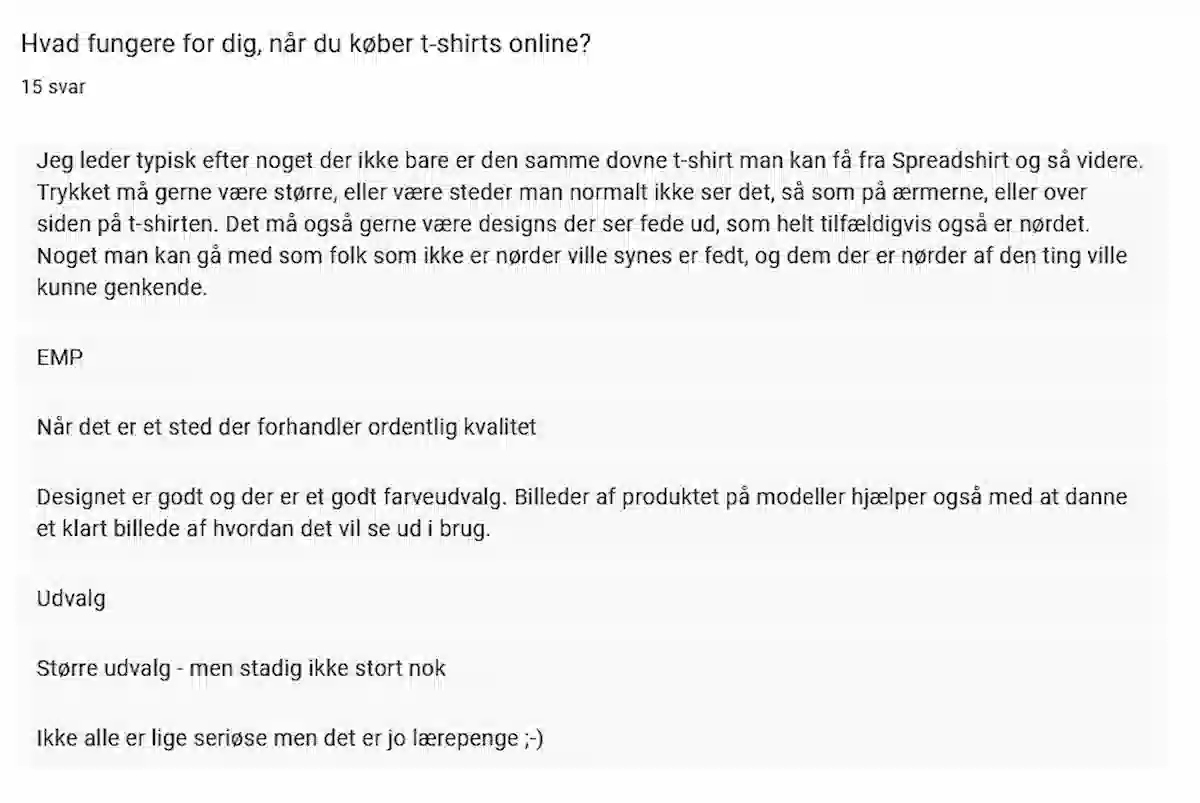 Hvad fungere for dig, når du køber t-shirts online?
15 svar
Jeg leder typisk efter noget der ikke bare er den samme dovne t-shirt man kan få fra Spreadshirt og så videre.
Trykket må gerne være større, eller være steder man normalt ikke ser det, så som på ærmerne, eller over
siden på t-shirten. Det må også gerne være designs der ser fede ud, som helt tilfældigvis også er nørdet.
Noget man kan gå med som folk som ikke er nørder ville synes er fedt, og dem der er nørder af den ting ville
kunne genkende.
EMP
Når det er et sted der forhandler ordentlig kvalitet
Designet er godt og der er et godt farveudvalg. Billeder af produktet på modeller hjælper også med at danne
et klart billede af hvordan det vil se ud i brug.
Udvalg
Større udvalg - men stadig ikke stort nok
Ikke alle er lige seriøse men det er jo lærepenge ;-)